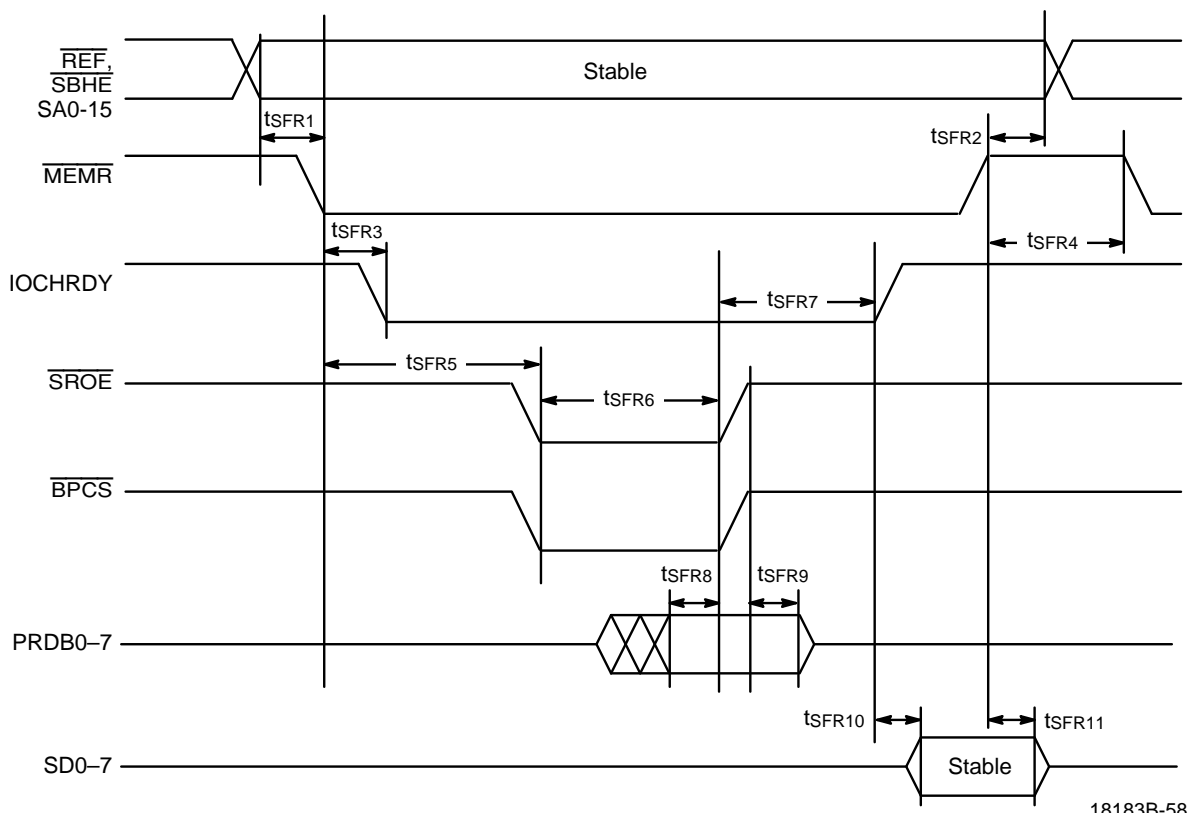 REF,
SBHE
SA0-15
Stable
tSFR1
tSFR2
MEMR
tSFR3
tSFR4
IOCHRDY
tSFR7
tSFR5
SROE
tSFR6
BPCS
tSFR8
tSFR9
PRDB0–7
tSFR10
tSFR11
SD0–7
Stable
18183B-58